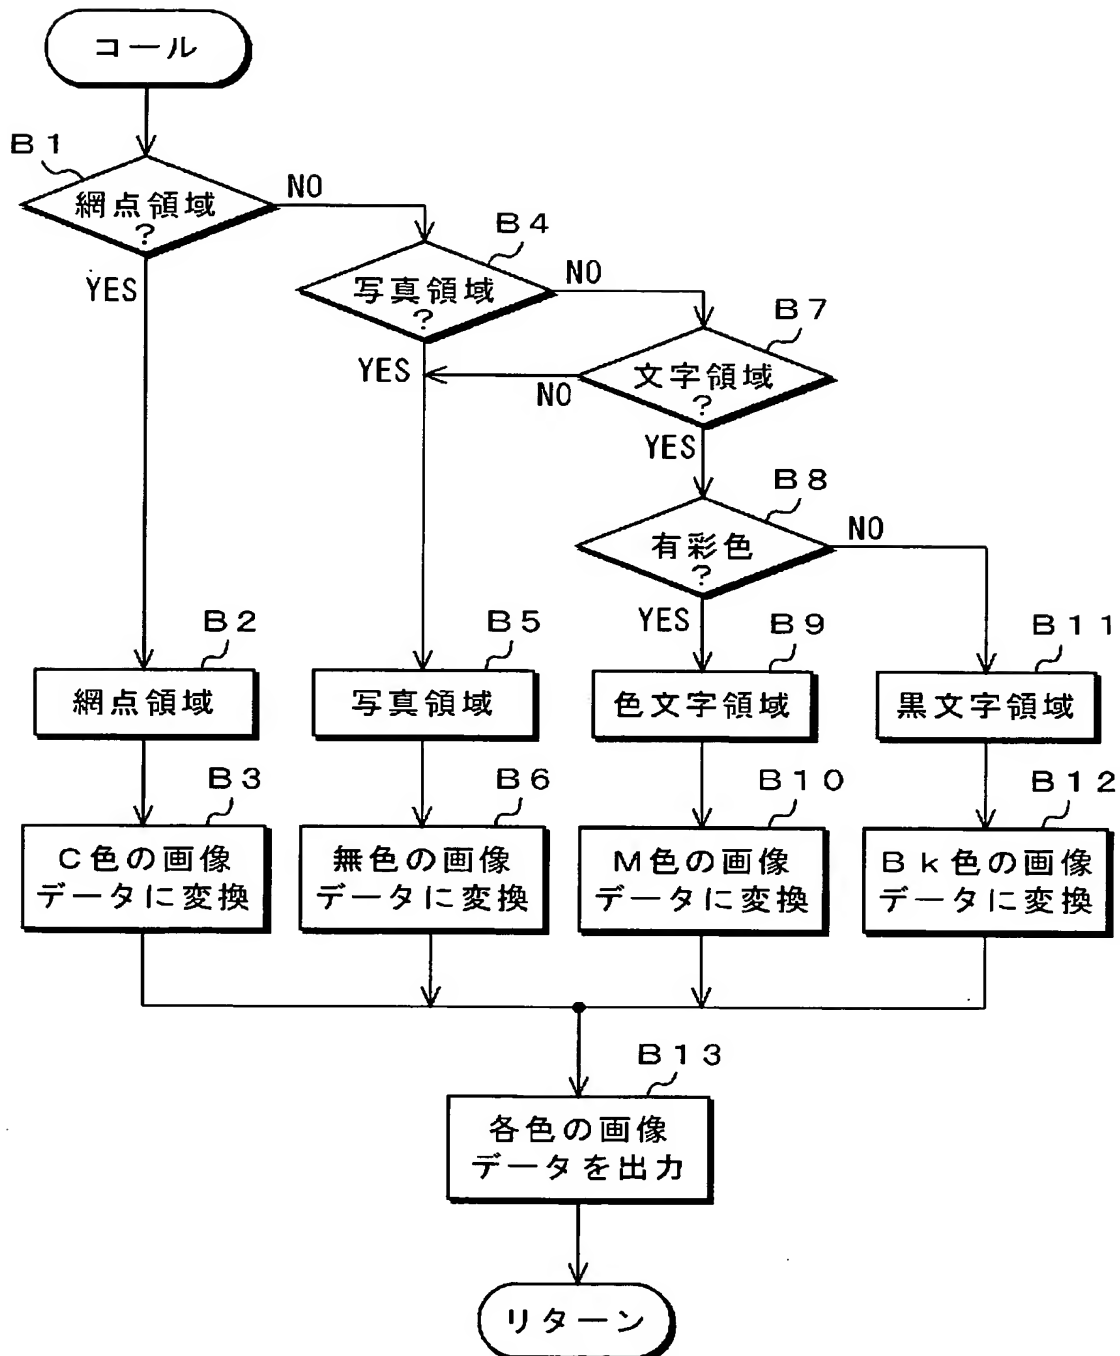 コール
B1
網点領域
?
NO
YES
B4
写真領域
?
NO
YES
B7
文字領域
?
NO
YES
B8
有彩色
?
NO
YES
B2
網点領域
B5
写真領域
B9
色文字領域
B11
黒文字領域
B3
C色の画像
データに変換
B6
無色の画像
データに変換
B10
M色の画像
データに変換
B12
Bk色の画像
データに変換
B13
各色の画像
データを出力
リターン